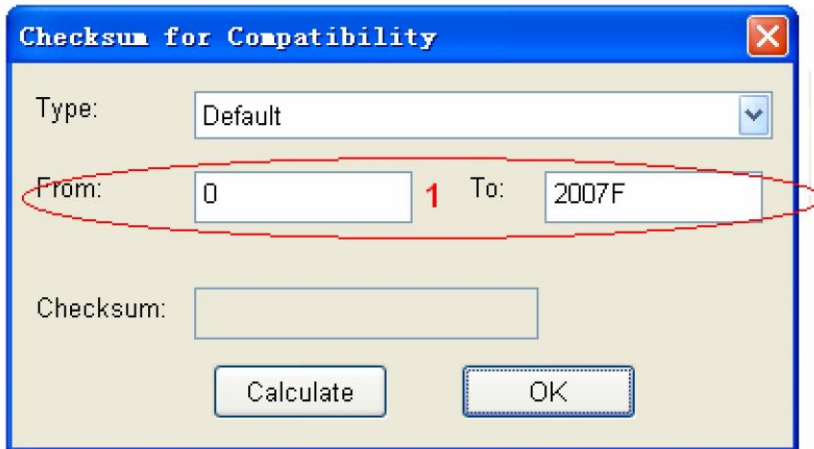 Checksum for Compatibility
Type: Default
From: 0 1 To: 2007F
Checksum:
Calculate OK